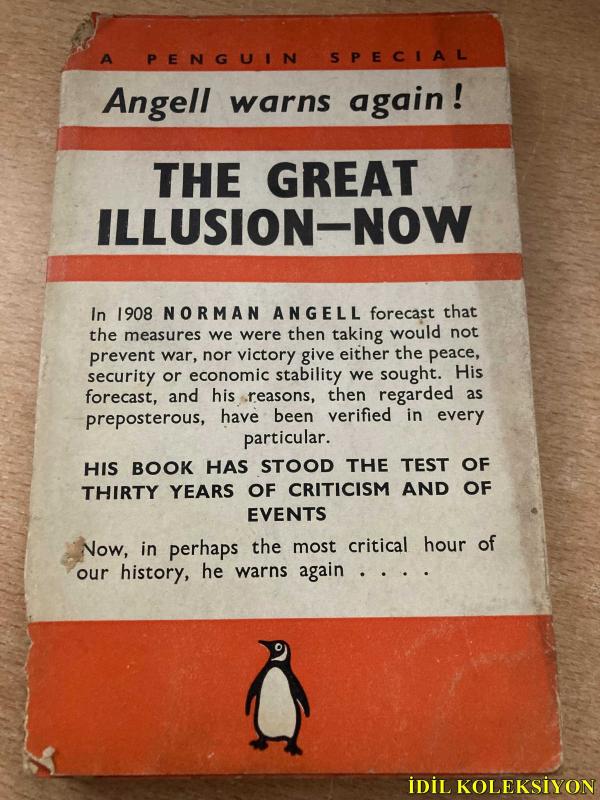 A PENGUIN SPECIAL
Angell warns again!
THE GREAT
ILLUSION—NOW
In 1908 NORMAN ANGELL forecast that
the measures we were then taking would not
prevent war, nor victory give either the peace,
security or economic stability we sought. His
forecast, and his reasons, then regarded as
preposterous, have been verified in every
particular.
HIS BOOK HAS STOOD THE TEST OF
THIRTY YEARS OF CRITICISM AND OF
EVENTS
Now, in perhaps the most critical hour of
our history, he warns again . . . .
İDİL KOLEKSİYON